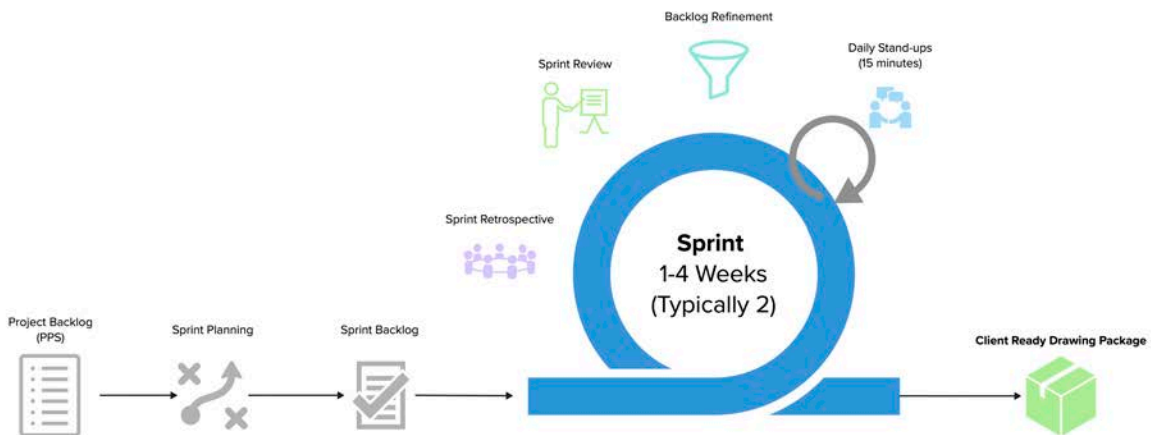 Backlog Refinement
Daily Stand-ups
(15 minutes)
Sprint Review
Sprint Retrospective
Sprint
1-4 Weeks
(Typically 2)
Project Backlog
(PPS)
Sprint Planning
Sprint Backlog
Client Ready Drawing Package